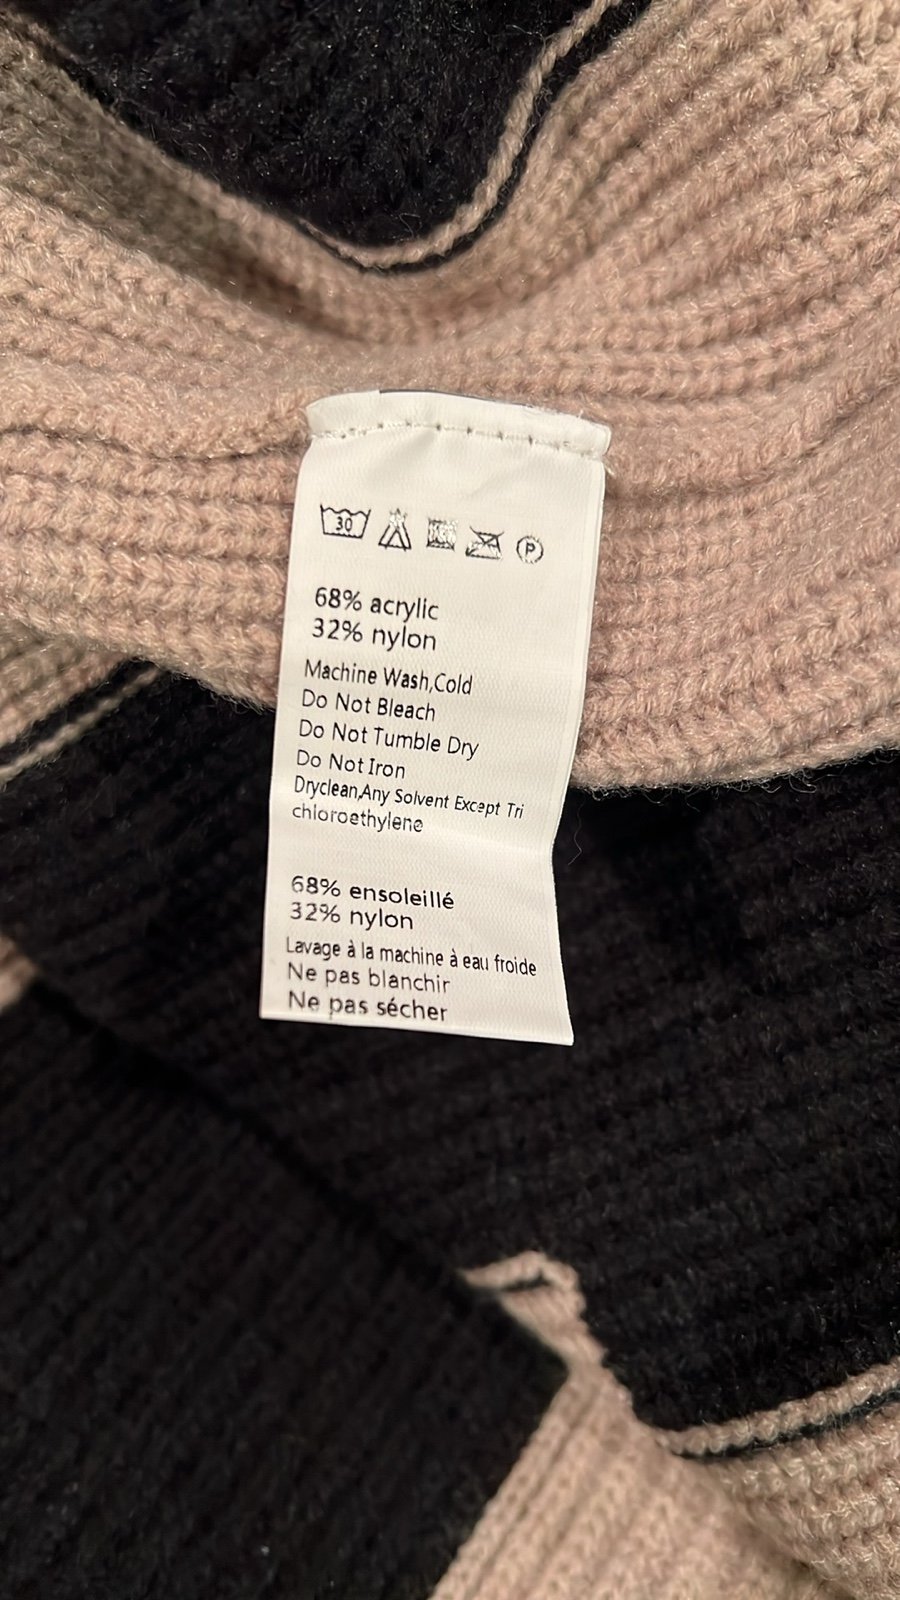 30 P
68% acrylic
32% nylon
Machine Wash,Cold
Do Not Bleach
Do Not Tumble Dry
Do Not Iron
Dryclean,Any Solvent Except Tri
chloroethylene
68% ensoleillé
32% nylon
Lavage à la machine à eau froide
Ne pas blanchir
Ne pas sécher